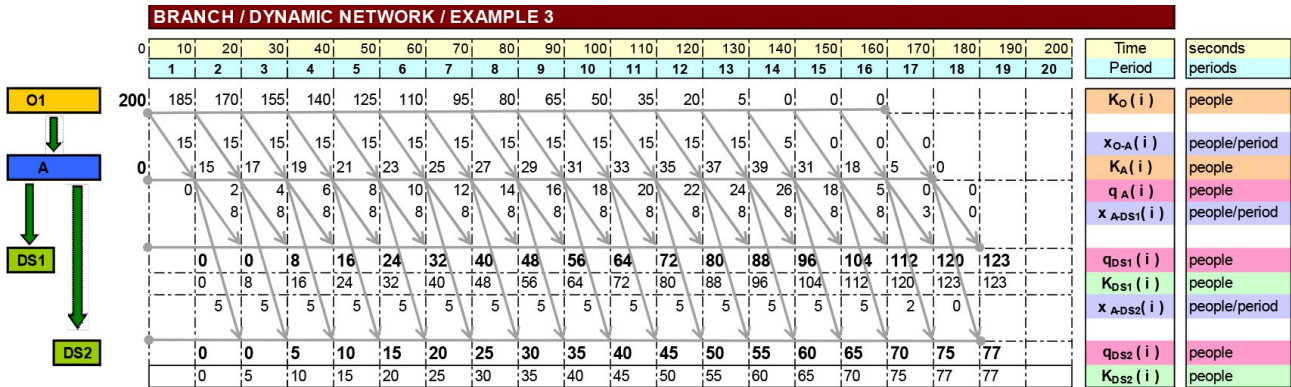 BRANCH / DYNAMIC NETWORK / EXAMPLE 3
0 10 20 30 40 50 60 70 80 90 100 110 120 130 140 150 160 170 180 190 200 Time seconds
1 2 3 4 5 6 7 8 9 10 11 12 13 14 15 16 17 18 19 20 Period periods
O1 200 185 170 155 140 125 110 95 80 65 50 35 20 5 0 0 0 KO(i) people
15 15 15 15 15 15 15 15 15 15 15 15 5 0 0 0 xO-A(i) people/period
A 0 15 17 19 21 23 25 27 29 31 33 35 37 39 31 18 5 0 KA(i) people
0 2 4 6 8 10 12 14 16 18 20 22 24 26 18 5 0 0 qA(i) people
8 8 8 8 8 8 8 8 8 8 8 8 8 8 8 3 0 xA-DS1(i) people/period
DS1 0 0 8 16 24 32 40 48 56 64 72 80 88 96 104 112 120 123 qDS1(i) people
0 8 16 24 32 40 48 56 64 72 80 88 96 104 112 120 123 123 KDS1(i) people
5 5 5 5 5 5 5 5 5 5 5 5 5 5 5 2 0 xA-DS2(i) people/period
DS2 0 0 5 10 15 20 25 30 35 40 45 50 55 60 65 70 75 77 qDS2(i) people
0 5 10 15 20 25 30 35 40 45 50 55 60 65 70 75 77 77 KDS2(i) people